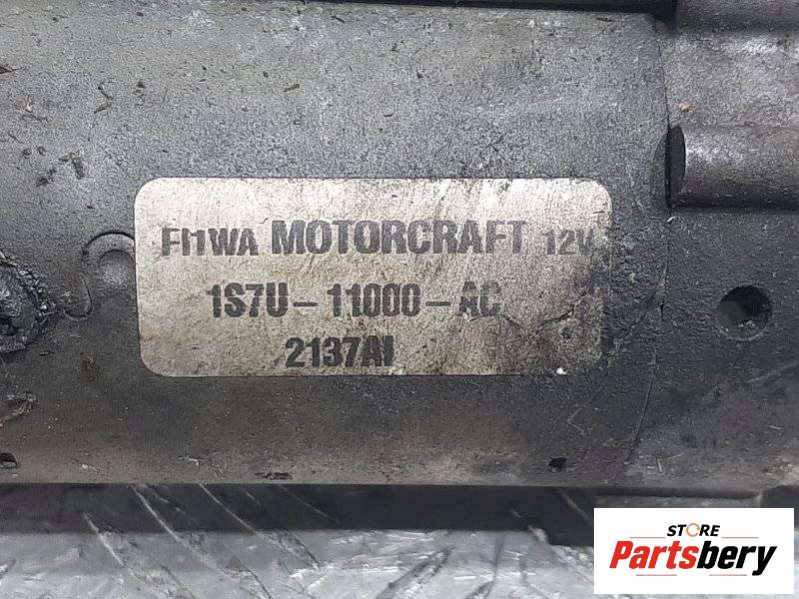 FI1WA MOTORCRAFT 12V
1S7U-11000-AC
2137AI
STORE
Partsbery